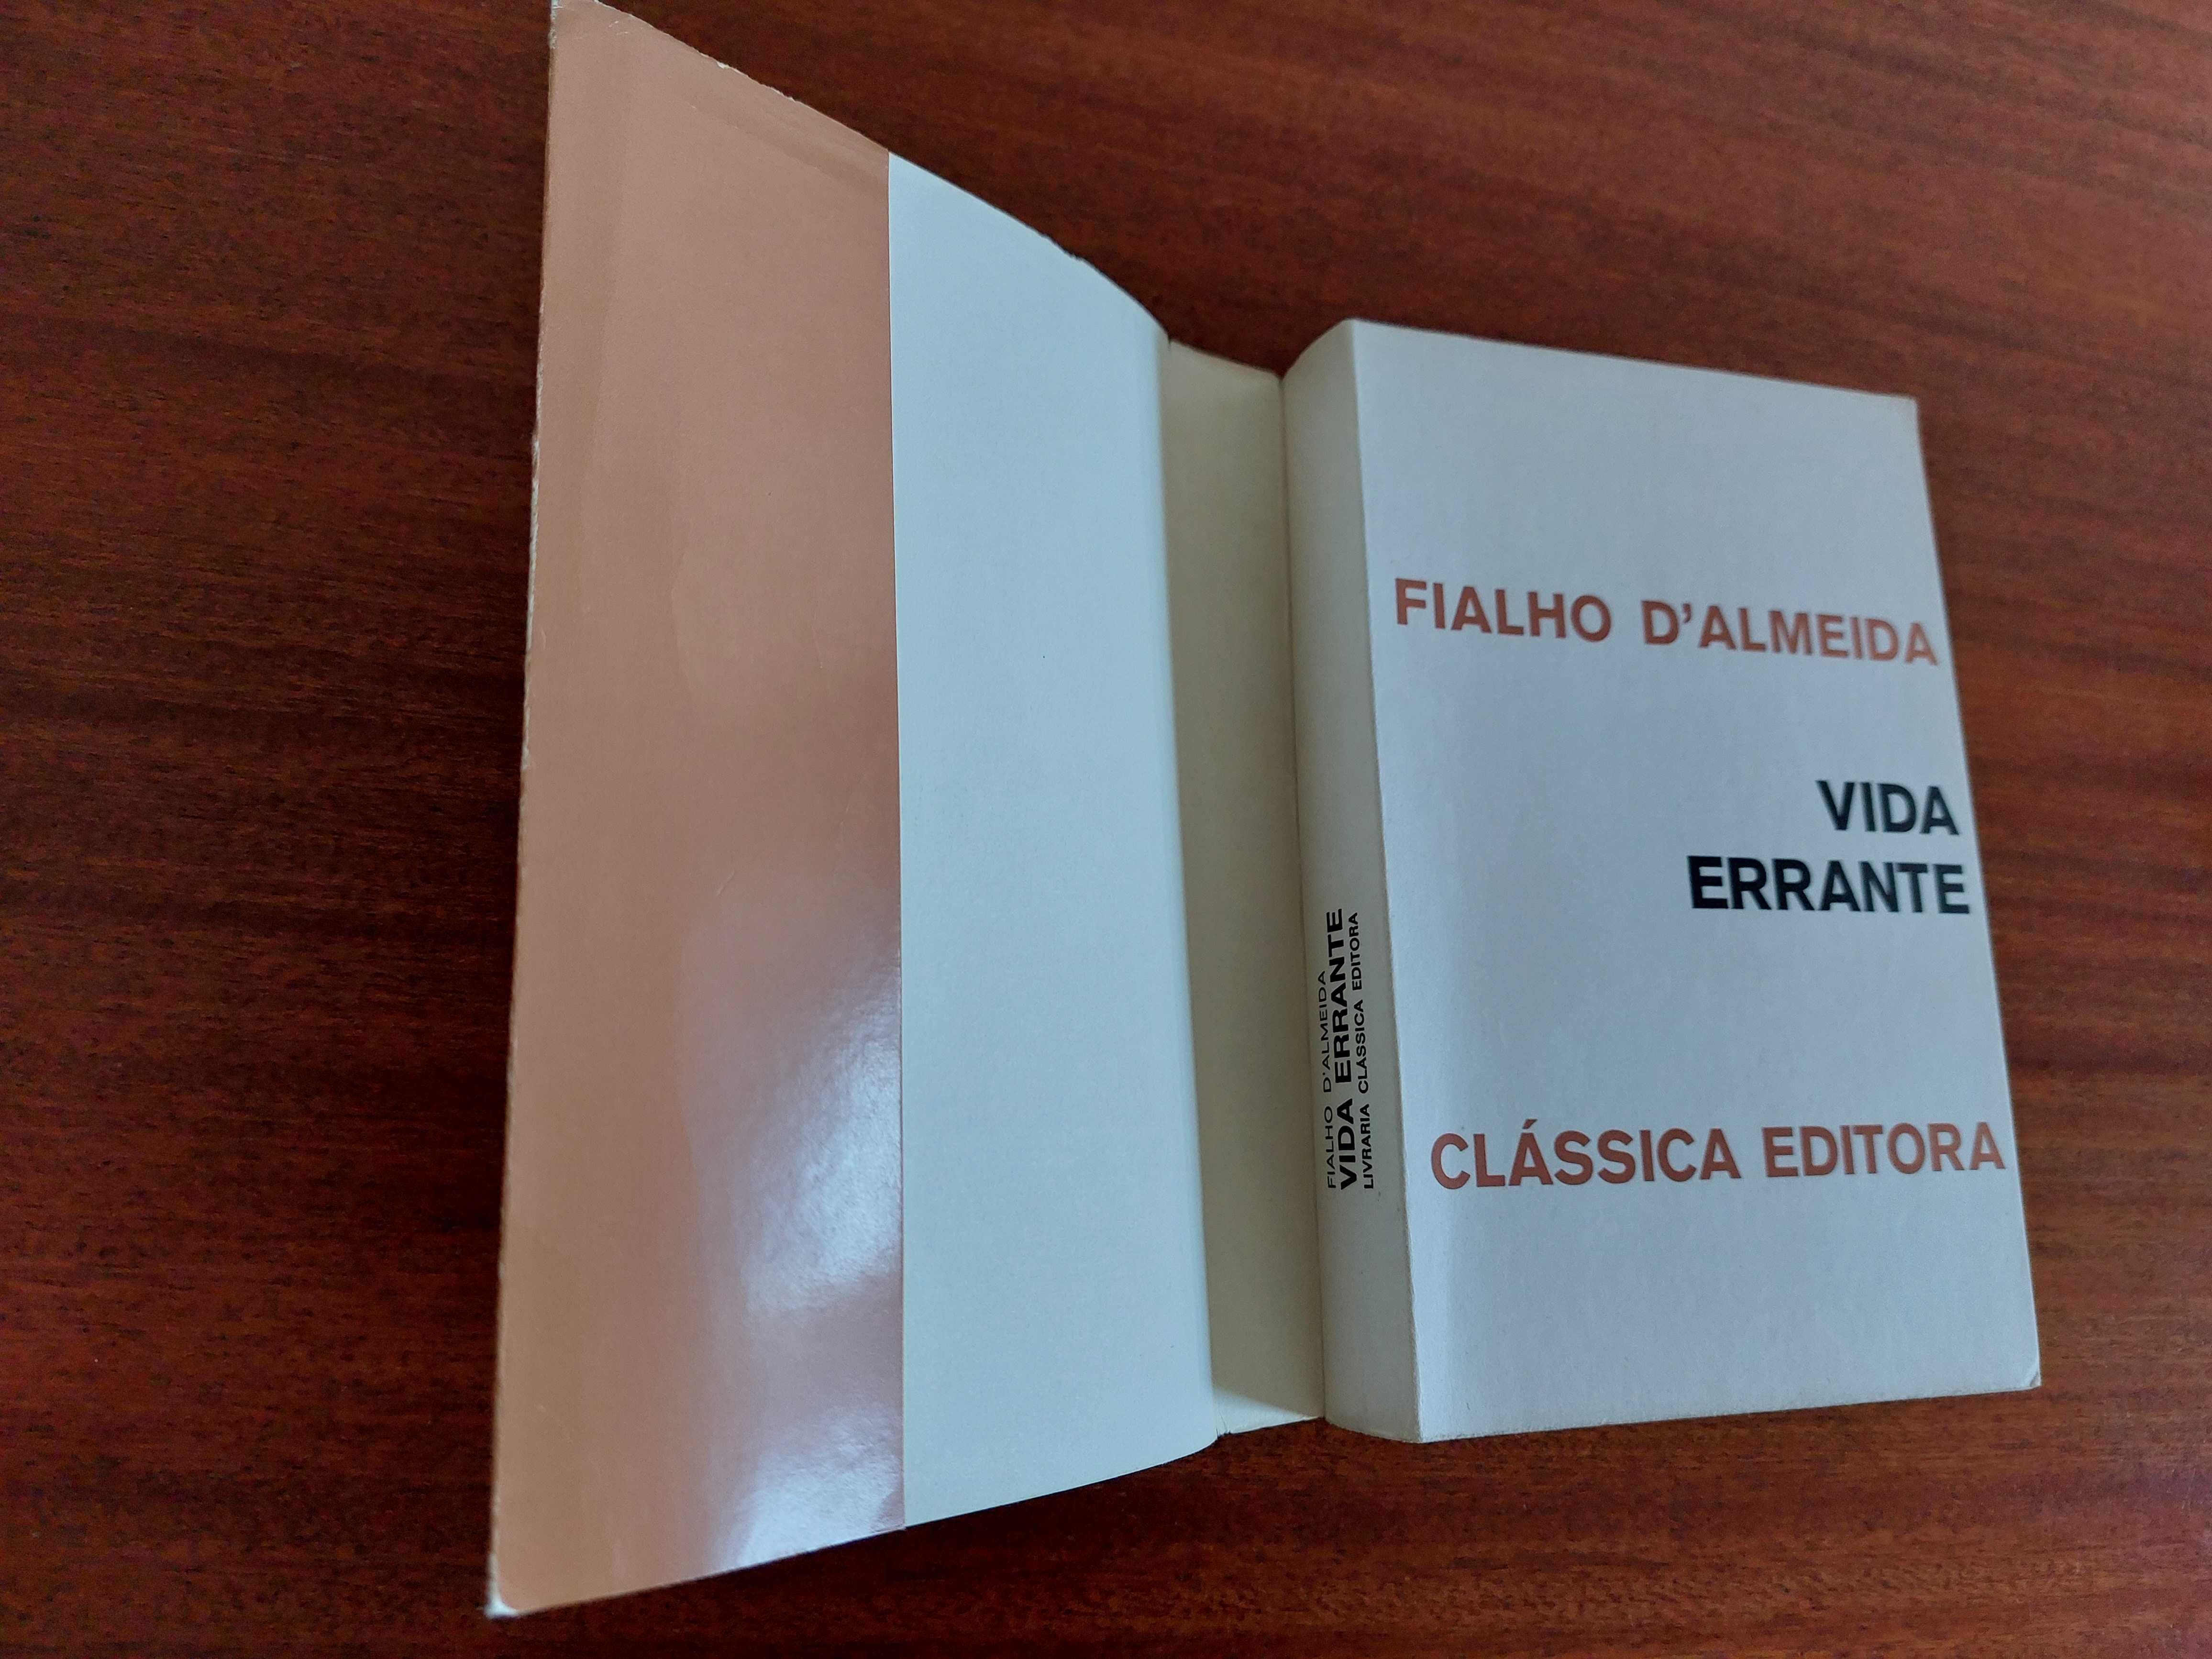 FIALHO D'ALMEIDA
VIDA ERRANTE
LIVRARIA CLÁSSICA EDITORA
FIALHO D'ALMEIDA
VIDA
ERRANTE
CLÁSSICA EDITORA